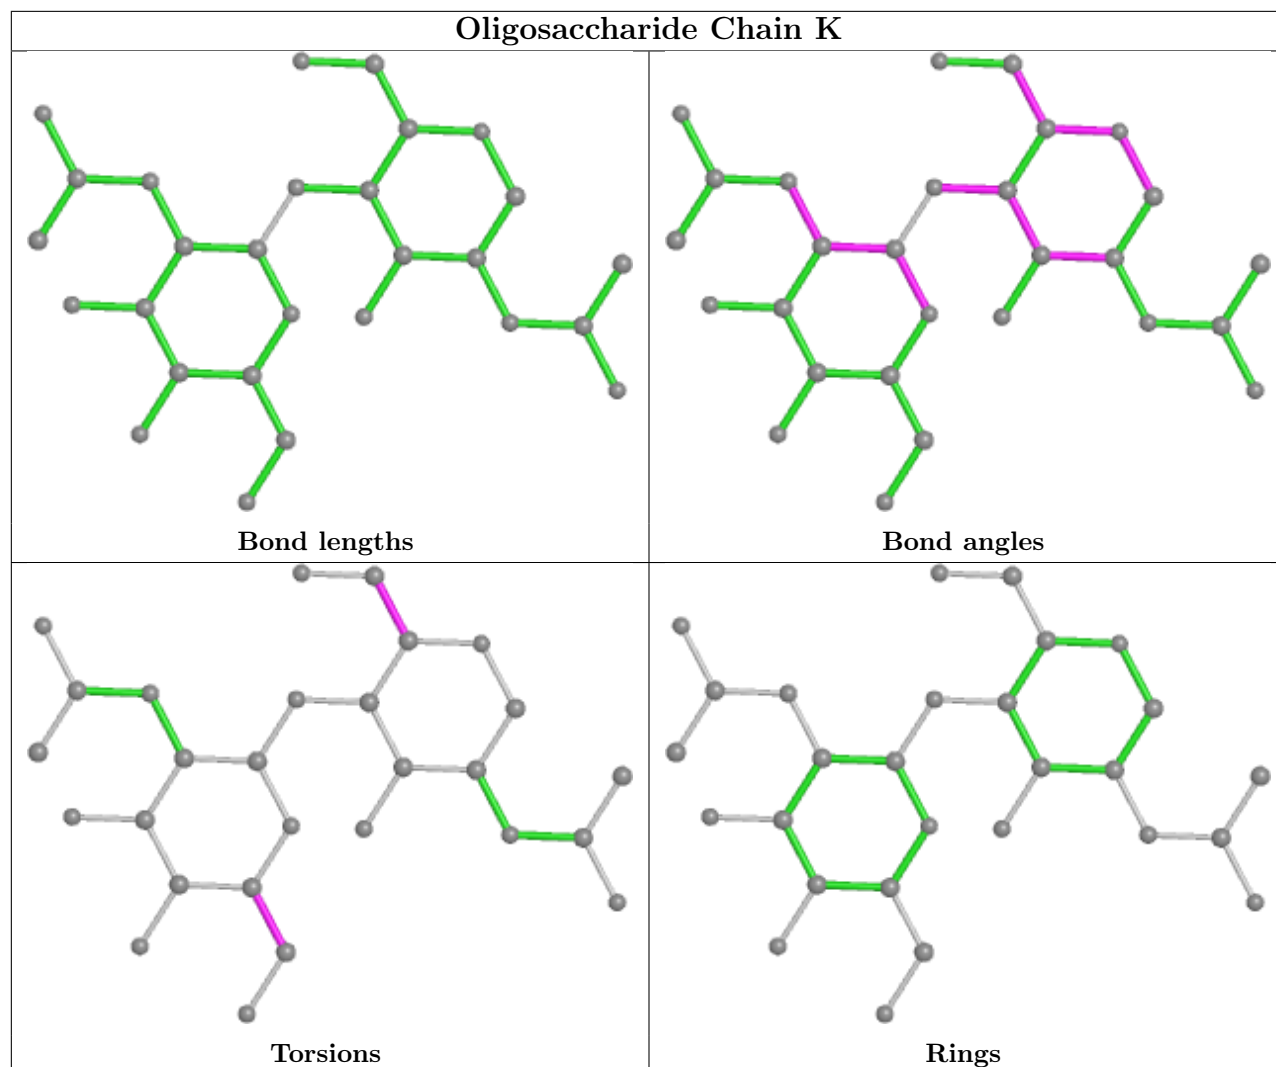 Oligosaccharide Chain K
Bond lengths
Bond angles
Torsions
Rings